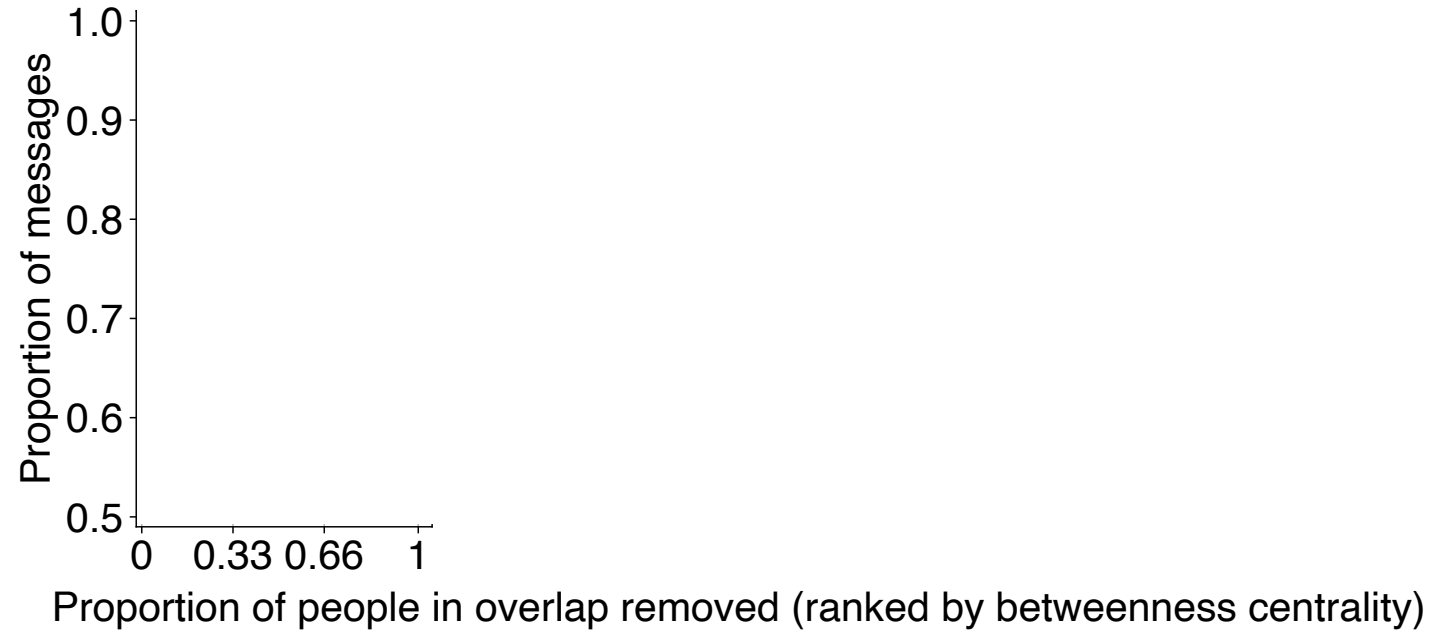 Proportion of messages
1.0
0.9
0.8
0.7
0.6
0.5
0 0.33 0.66 1
Proportion of people in overlap removed (ranked by betweenness centrality)